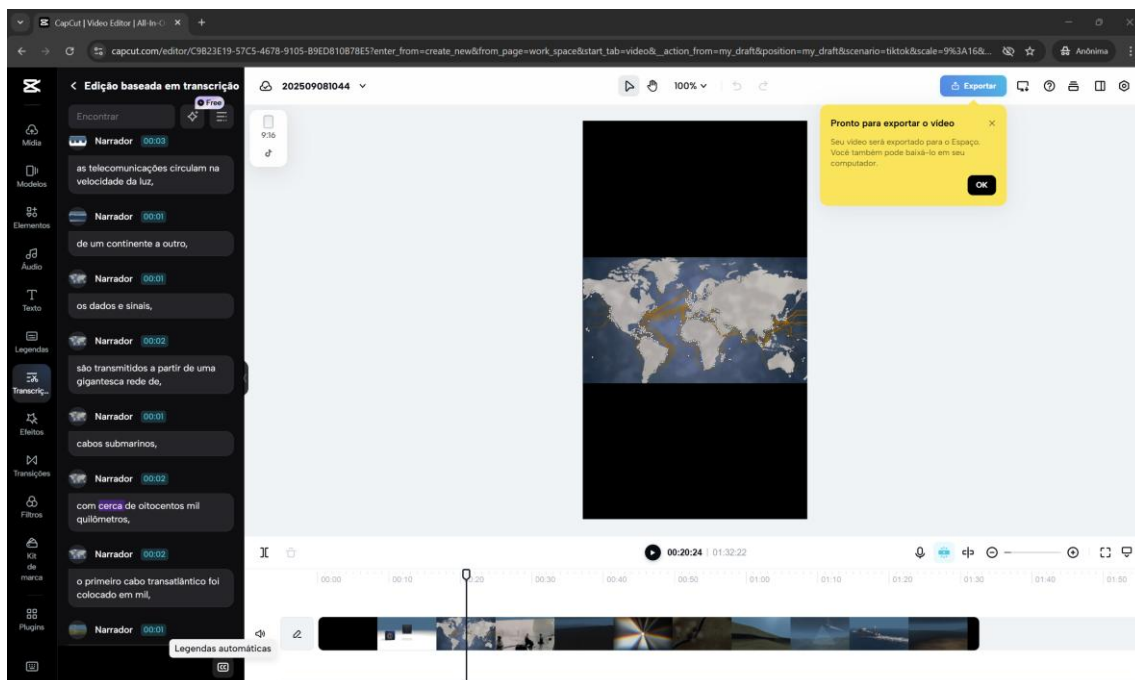 CapCut | Video Editor | All-In-O
capcut.com/editor/C9823E19-57C5-4678-9105-B9ED810B78E5?enter_from=create_new&from_page=work_space&start_tab=video&__action_from=my_draft&position=my_draft&scenario=tiktok&scale=9%3A16&...
Anônima
Edição baseada em transcrição
202509081044
100%
Exportar
Free
Encontrar
Mídia
Modelos
Elementos
Áudio
Texto
Legendas
Transcriç...
Efeitos
Transições
Filtros
Kit
de
marca
Plugins
Narrador 00:03
as telecomunicações circulam na
velocidade da luz,
Narrador 00:01
de um continente a outro,
Narrador 00:01
os dados e sinais,
Narrador 00:02
são transmitidos a partir de uma
gigantesca rede de,
Narrador 00:01
cabos submarinos,
Narrador 00:02
com cerca de oitocentos mil
quilômetros,
Narrador 00:02
o primeiro cabo transatlântico foi
colocado em mil,
Narrador 00:01
Legendas automáticas
9:16
Pronto para exportar o vídeo
Seu vídeo será exportado para o Espaço.
Você também pode baixá-lo em seu
computador.
OK
00:20:24 | 01:32:22
00:00 00:10 0:20 00:30 00:40 00:50 01:00 01:10 01:20 01:30 01:40 01:50